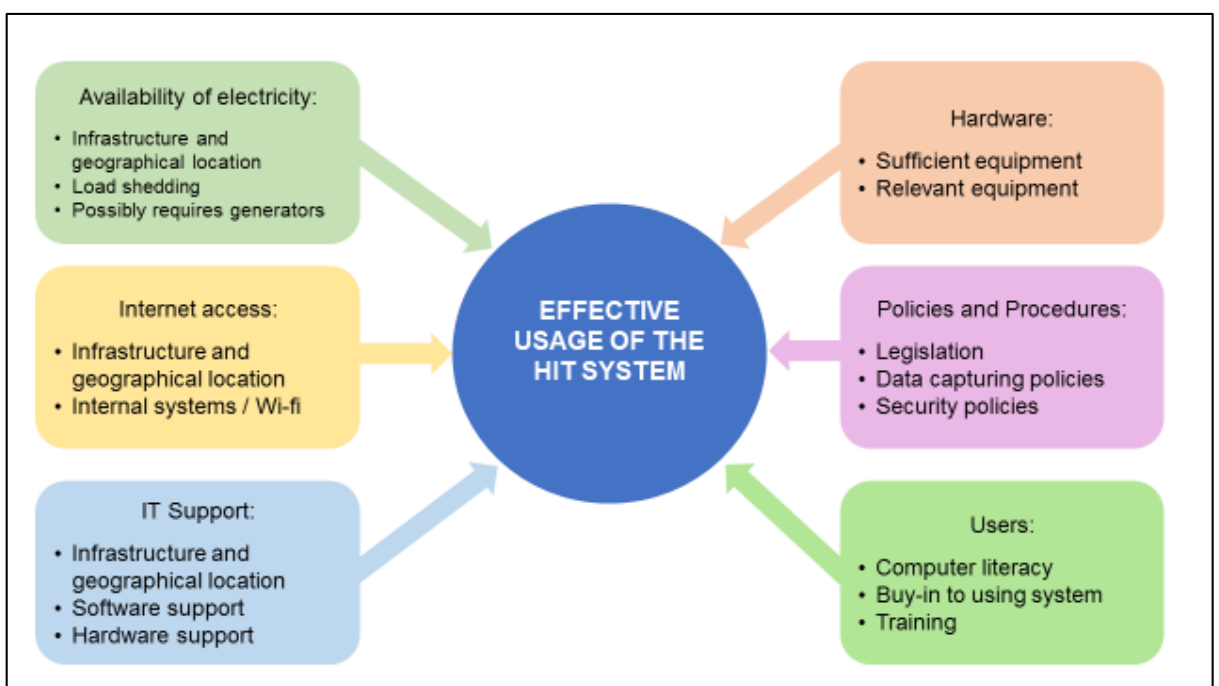 Availability of electricity:
• Infrastructure and
geographical location
• Load shedding
• Possibly requires generators
Internet access:
• Infrastructure and
geographical location
• Internal systems / Wi-fi
IT Support:
• Infrastructure and
geographical location
• Software support
• Hardware support
EFFECTIVE
USAGE OF THE
HIT SYSTEM
Hardware:
• Sufficient equipment
• Relevant equipment
Policies and Procedures:
• Legislation
• Data capturing policies
• Security policies
Users:
• Computer literacy
• Buy-in to using system
• Training